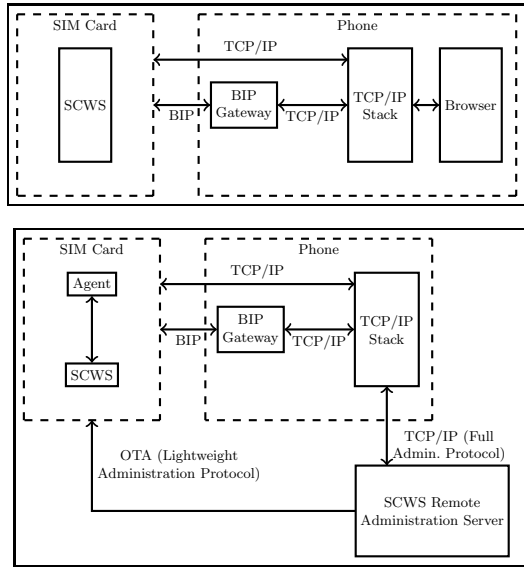 SIM Card
Phone
TCP/IP
SCWS
BIP
BIP
Gateway
TCP/IP
TCP/IP
Stack
Browser
SIM Card
Phone
Agent
TCP/IP
SCWS
BIP
BIP
Gateway
TCP/IP
TCP/IP
Stack
OTA (Lightweight
Administration Protocol)
TCP/IP (Full
Admin. Protocol)
SCWS Remote
Administration Server